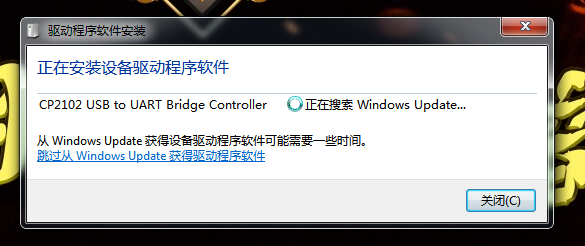 驱动程序软件安装
正在安装设备驱动程序软件
CP2102 USB to UART Bridge Controller 正在搜索 Windows Update...
从 Windows Update 获得设备驱动程序软件可能需要一些时间。
跳过从 Windows Update 获得驱动程序软件
关闭(C)